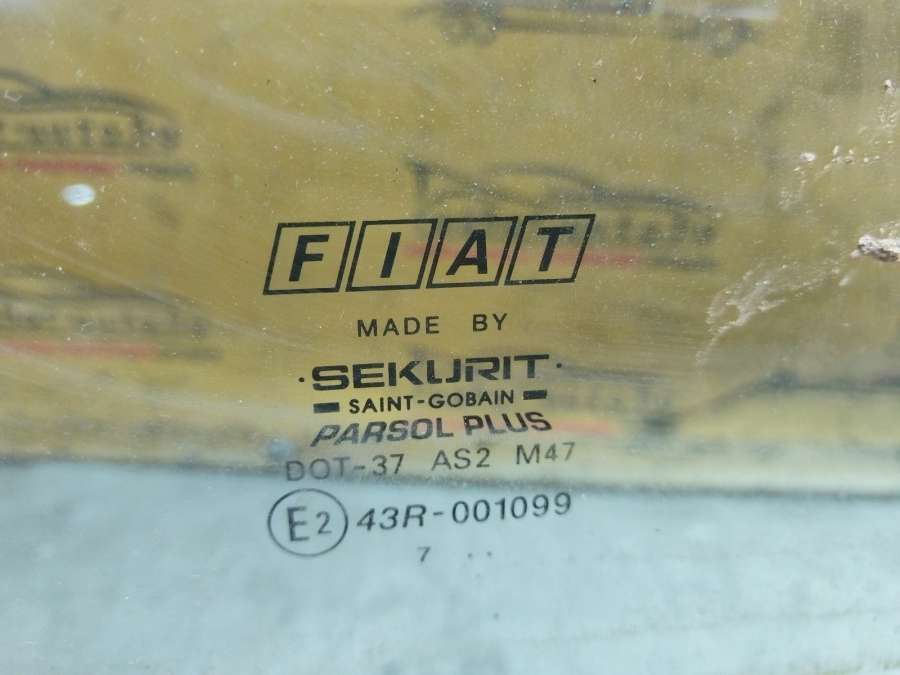 FIAT
MADE BY
·SEKURIT·
SAINT-GOBAIN
PARSOL PLUS
DOT-37 AS2 M47
E2 43R-001099
7 ..